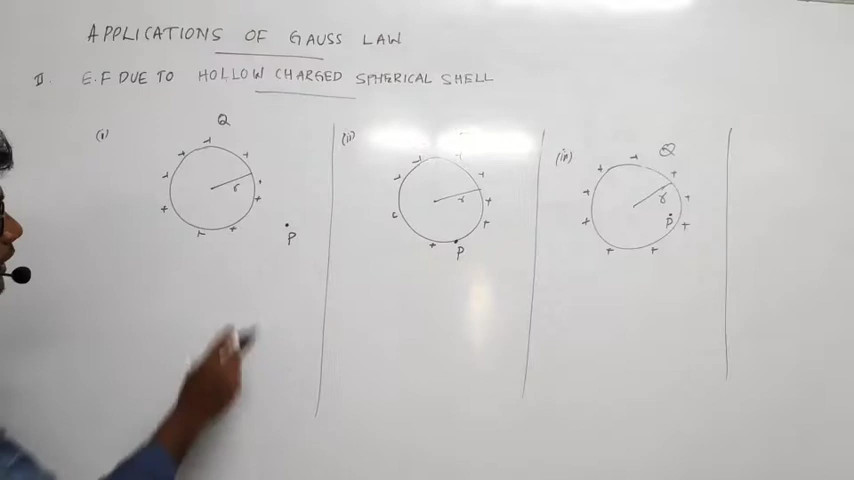 APPLICATIONS OF GAUSS LAW
II. E.F DUE TO HOLLOW CHARGED SPHERICAL SHELL
(i)
Q
r
P
(ii)
r
P
(iii)
Q
r
P